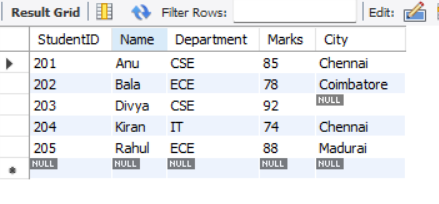 Result Grid Filter Rows: Edit:
StudentID Name Department Marks City
201 Anu CSE 85 Chennai
202 Bala ECE 78 Coimbatore
203 Divya CSE 92 NULL
204 Kiran IT 74 Chennai
205 Rahul ECE 88 Madurai
NULL NULL NULL NULL NULL